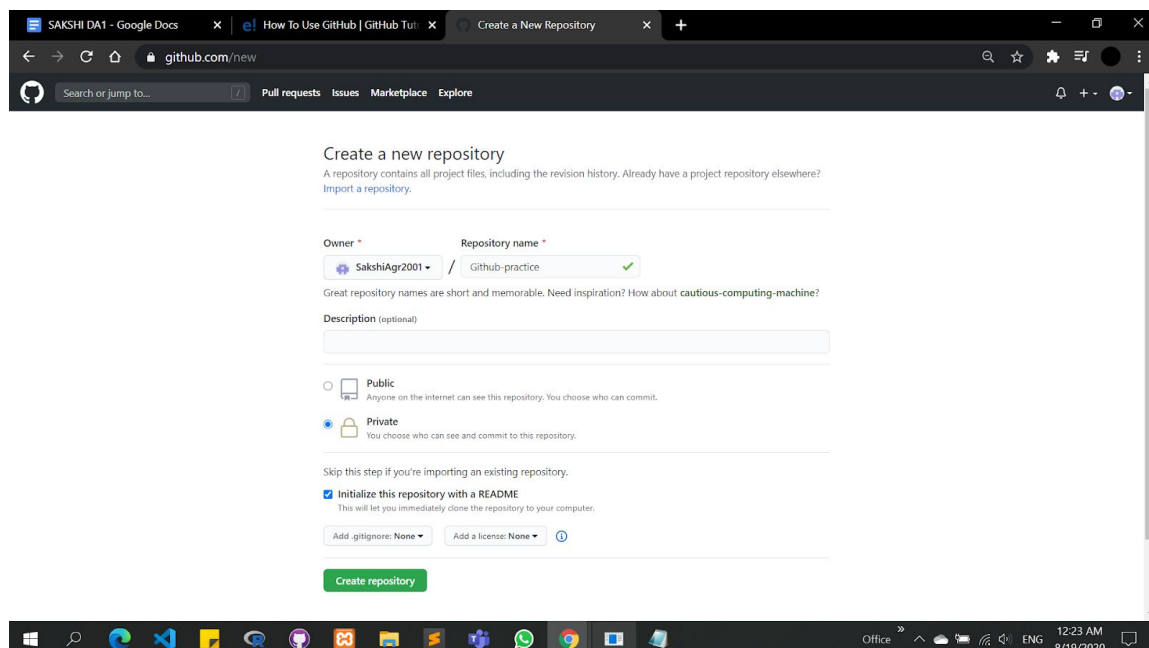 SAKSHI DA1 - Google Docs
e! How To Use GitHub | GitHub Tut
Create a New Repository
github.com/new
Search or jump to... /
Pull requests Issues Marketplace Explore
Create a new repository
A repository contains all project files, including the revision history. Already have a project repository elsewhere?
Import a repository.
Owner * Repository name *
SakshiAgr2001 / Github-practice
Great repository names are short and memorable. Need inspiration? How about cautious-computing-machine?
Description (optional)
Public
Anyone on the internet can see this repository. You choose who can commit.
Private
You choose who can see and commit to this repository.
Skip this step if you're importing an existing repository.
Initialize this repository with a README
This will let you immediately clone the repository to your computer.
Add .gitignore: None Add a license: None
Create repository
Office » ENG 12:23 AM
8/19/2020